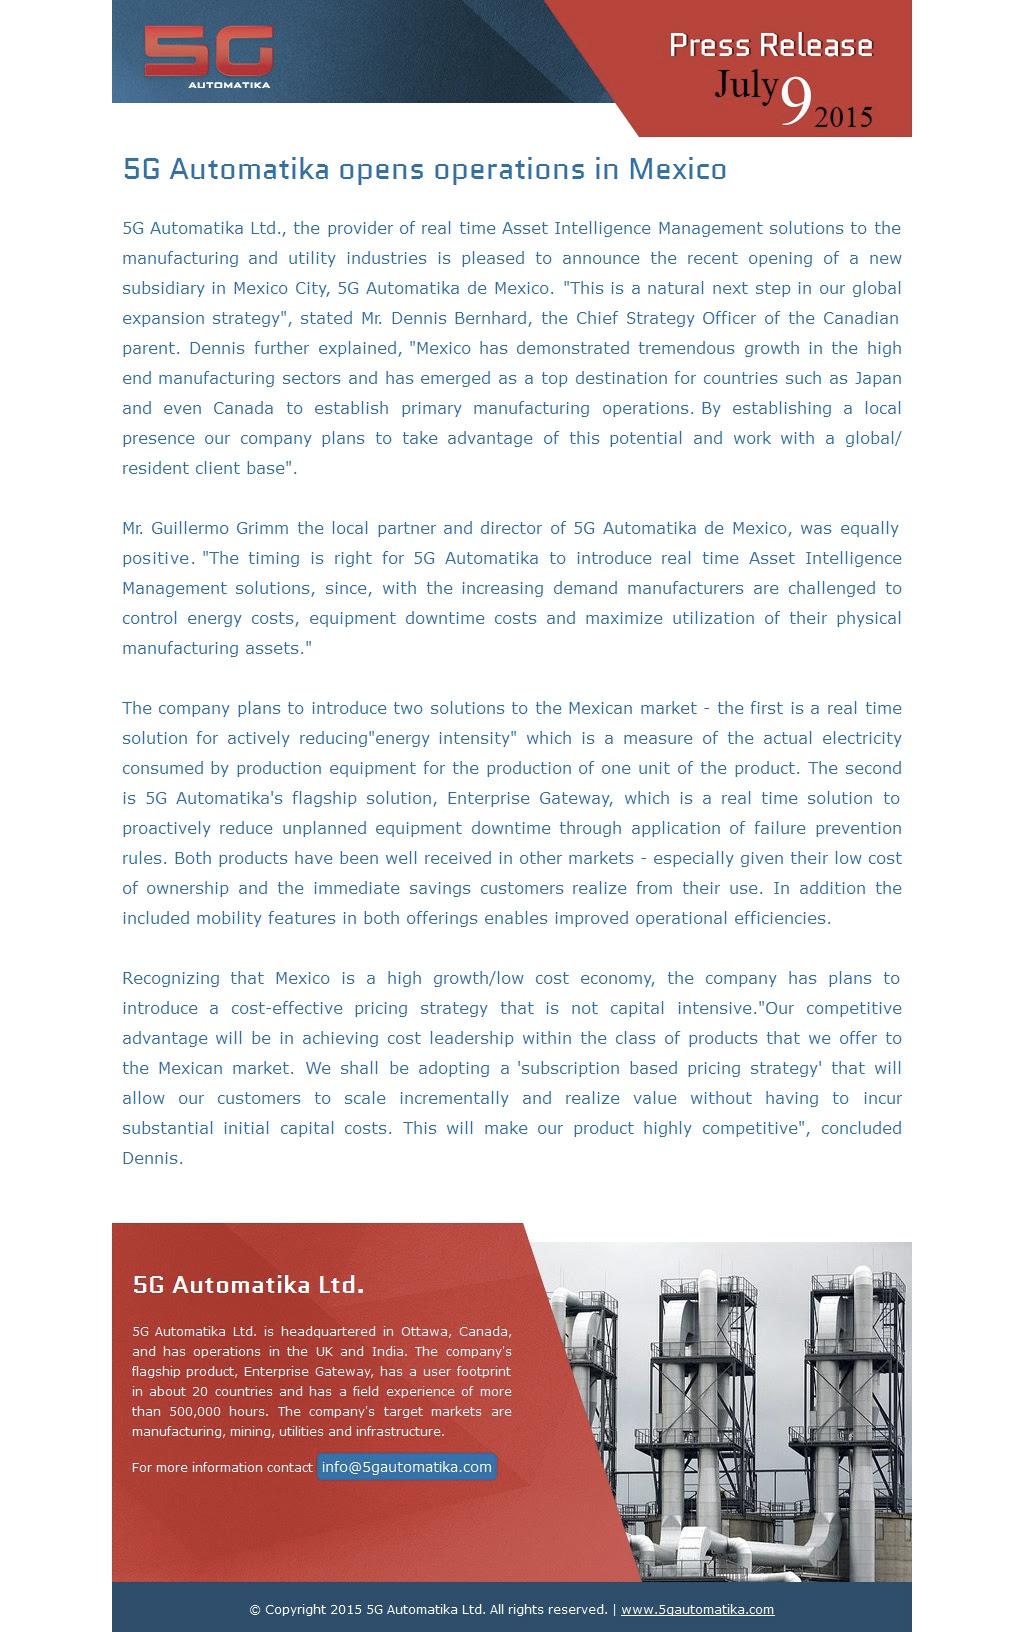 5G
AUTOMATIKA
Press Release
July 9 2015
5G Automatika opens operations in Mexico
5G Automatika Ltd., the provider of real time Asset Intelligence Management solutions to the
manufacturing and utility industries is pleased to announce the recent opening of a new
subsidiary in Mexico City, 5G Automatika de Mexico. "This is a natural next step in our global
expansion strategy", stated Mr. Dennis Bernhard, the Chief Strategy Officer of the Canadian
parent. Dennis further explained, "Mexico has demonstrated tremendous growth in the high
end manufacturing sectors and has emerged as a top destination for countries such as Japan
and even Canada to establish primary manufacturing operations. By establishing a local
presence our company plans to take advantage of this potential and work with a global/
resident client base".
Mr. Guillermo Grimm the local partner and director of 5G Automatika de Mexico, was equally
positive. "The timing is right for 5G Automatika to introduce real time Asset Intelligence
Management solutions, since, with the increasing demand manufacturers are challenged to
control energy costs, equipment downtime costs and maximize utilization of their physical
manufacturing assets."
The company plans to introduce two solutions to the Mexican market - the first is a real time
solution for actively reducing"energy intensity" which is a measure of the actual electricity
consumed by production equipment for the production of one unit of the product. The second
is 5G Automatika's flagship solution, Enterprise Gateway, which is a real time solution to
proactively reduce unplanned equipment downtime through application of failure prevention
rules. Both products have been well received in other markets - especially given their low cost
of ownership and the immediate savings customers realize from their use. In addition the
included mobility features in both offerings enables improved operational efficiencies.
Recognizing that Mexico is a high growth/low cost economy, the company has plans to
introduce a cost-effective pricing strategy that is not capital intensive."Our competitive
advantage will be in achieving cost leadership within the class of products that we offer to
the Mexican market. We shall be adopting a 'subscription based pricing strategy' that will
allow our customers to scale incrementally and realize value without having to incur
substantial initial capital costs. This will make our product highly competitive", concluded
Dennis.
5G Automatika Ltd.
5G Automatika Ltd. is headquartered in Ottawa, Canada,
and has operations in the UK and India. The company's
flagship product, Enterprise Gateway, has a user footprint
in about 20 countries and has a field experience of more
than 500,000 hours. The company's target markets are
manufacturing, mining, utilities and infrastructure.
For more information contact info@5gautomatika.com
© Copyright 2015 5G Automatika Ltd. All rights reserved. | www.5gautomatika.com